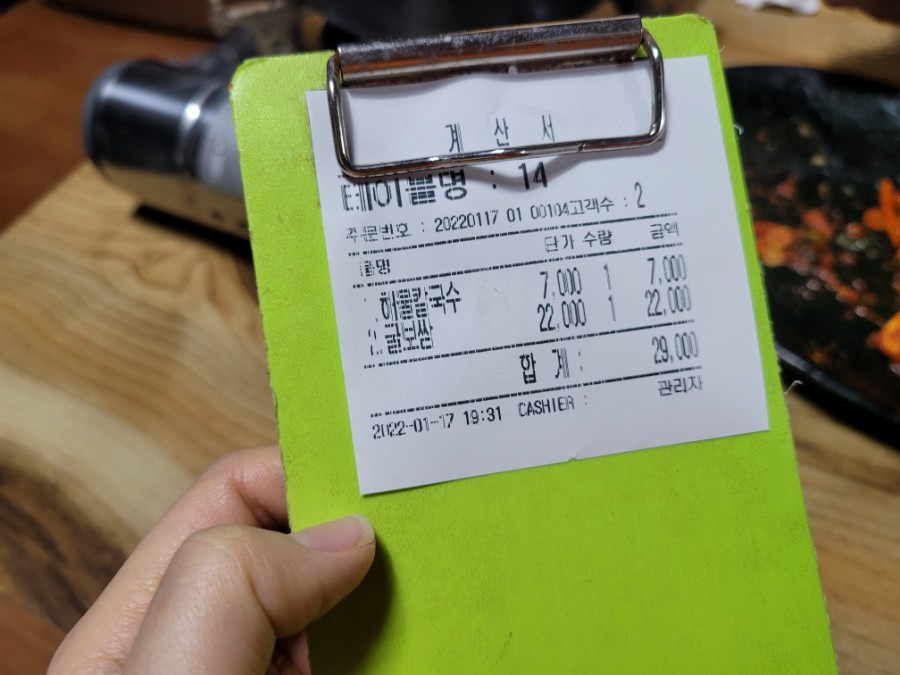 계 산 서
테이블명 : 14
주문번호 : 20220117 01 00104고객수 : 2
품명 단가 수량 금액
1.해물칼국수 7,000 1 7,000
2.굴보쌈 22,000 1 22,000
합 계 : 29,000
2022-01-17 19:31 CASHIER : 관리자